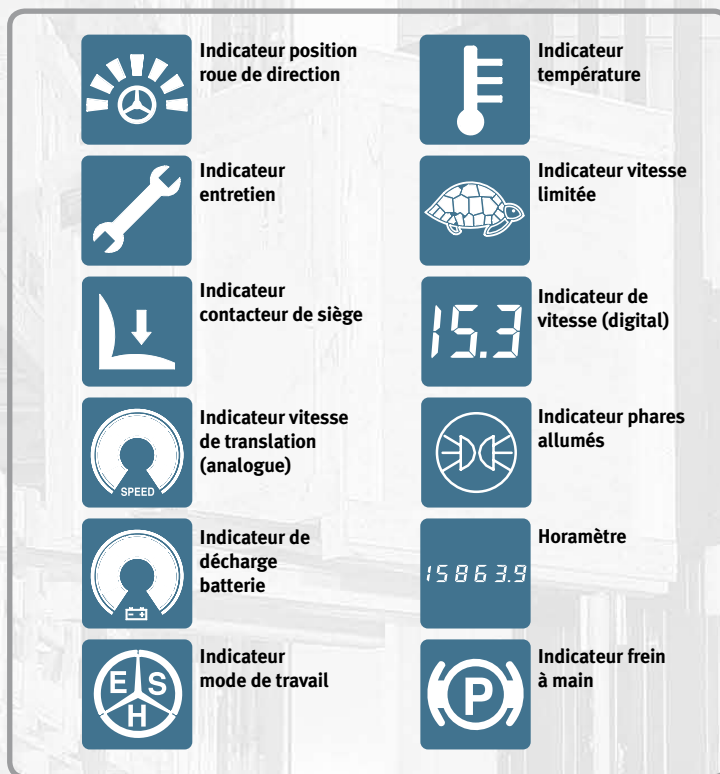 Indicateur position
roue de direction
Indicateur
température
Indicateur
entretien
Indicateur vitesse
limitée
Indicateur
contacteur de siège
15.3
Indicateur de
vitesse (digital)
SPEED
Indicateur vitesse
de translation
(analogue)
Indicateur phares
allumés
Indicateur de
décharge
batterie
15863.9
Horamètre
E S
H
Indicateur
mode de travail
P
Indicateur frein
à main